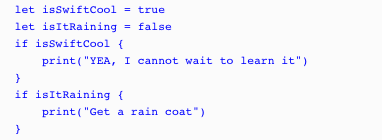 let isSwiftCool = true
let isItRaining = false
if isSwiftCool {
    print("YEA, I cannot wait to learn it")
}
if isItRaining {
    print("Get a rain coat")
}